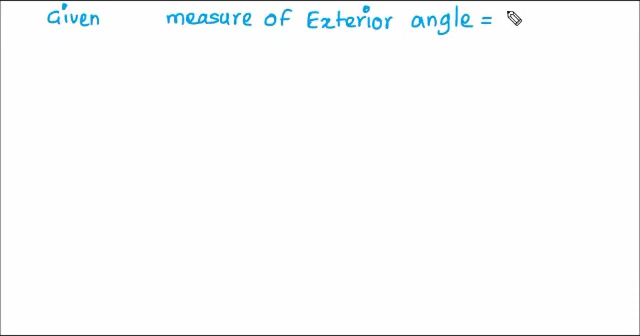 Given measure of Exterior angle =